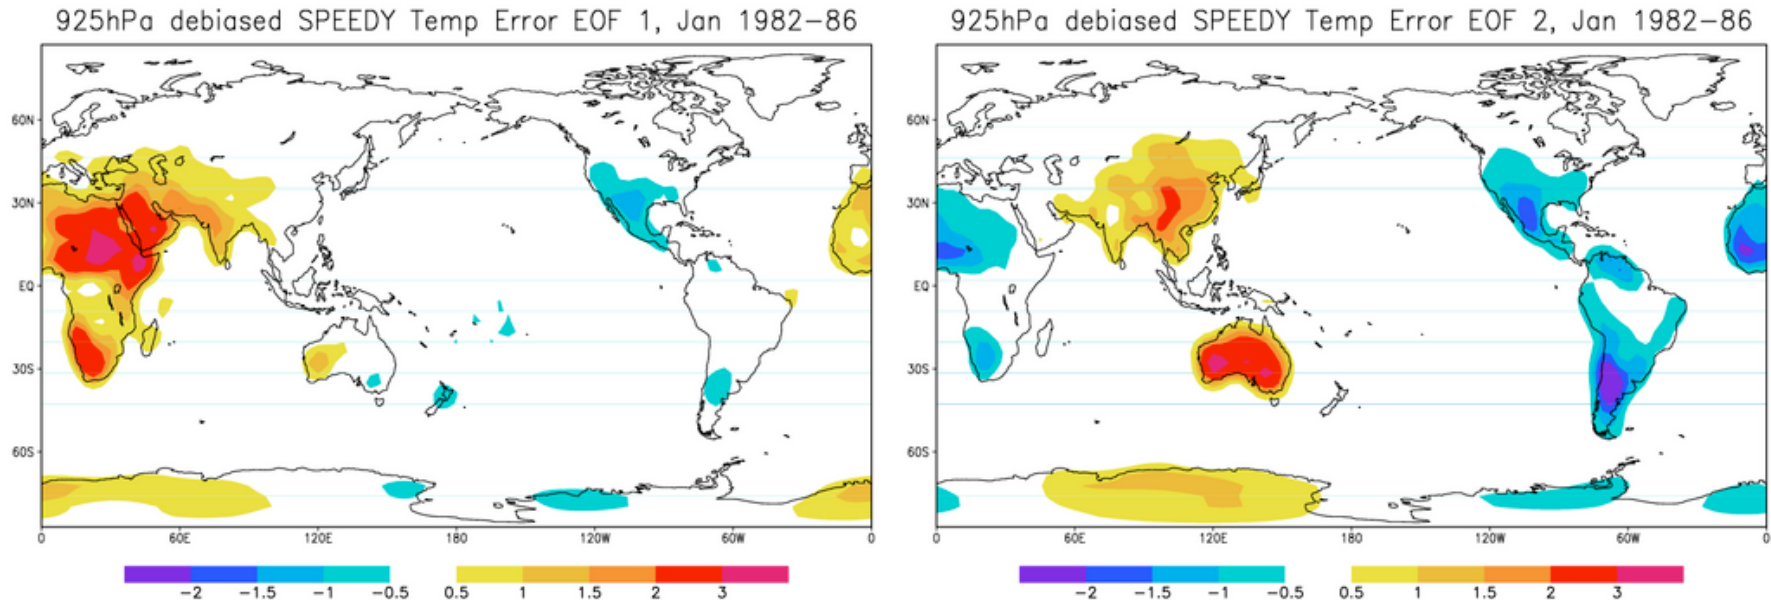 925hPa debiased SPEEDY Temp Error EOF 1, Jan 1982−86
60N
30N
EQ
30S
60S
0 60E 120E 180 120W 60W 0
−2 −1.5 −1 −0.5 0.5 1 1.5 2 3
925hPa debiased SPEEDY Temp Error EOF 2, Jan 1982−86
60N
30N
EQ
30S
60S
0 60E 120E 180 120W 60W 0
−2 −1.5 −1 −0.5 0.5 1 1.5 2 3